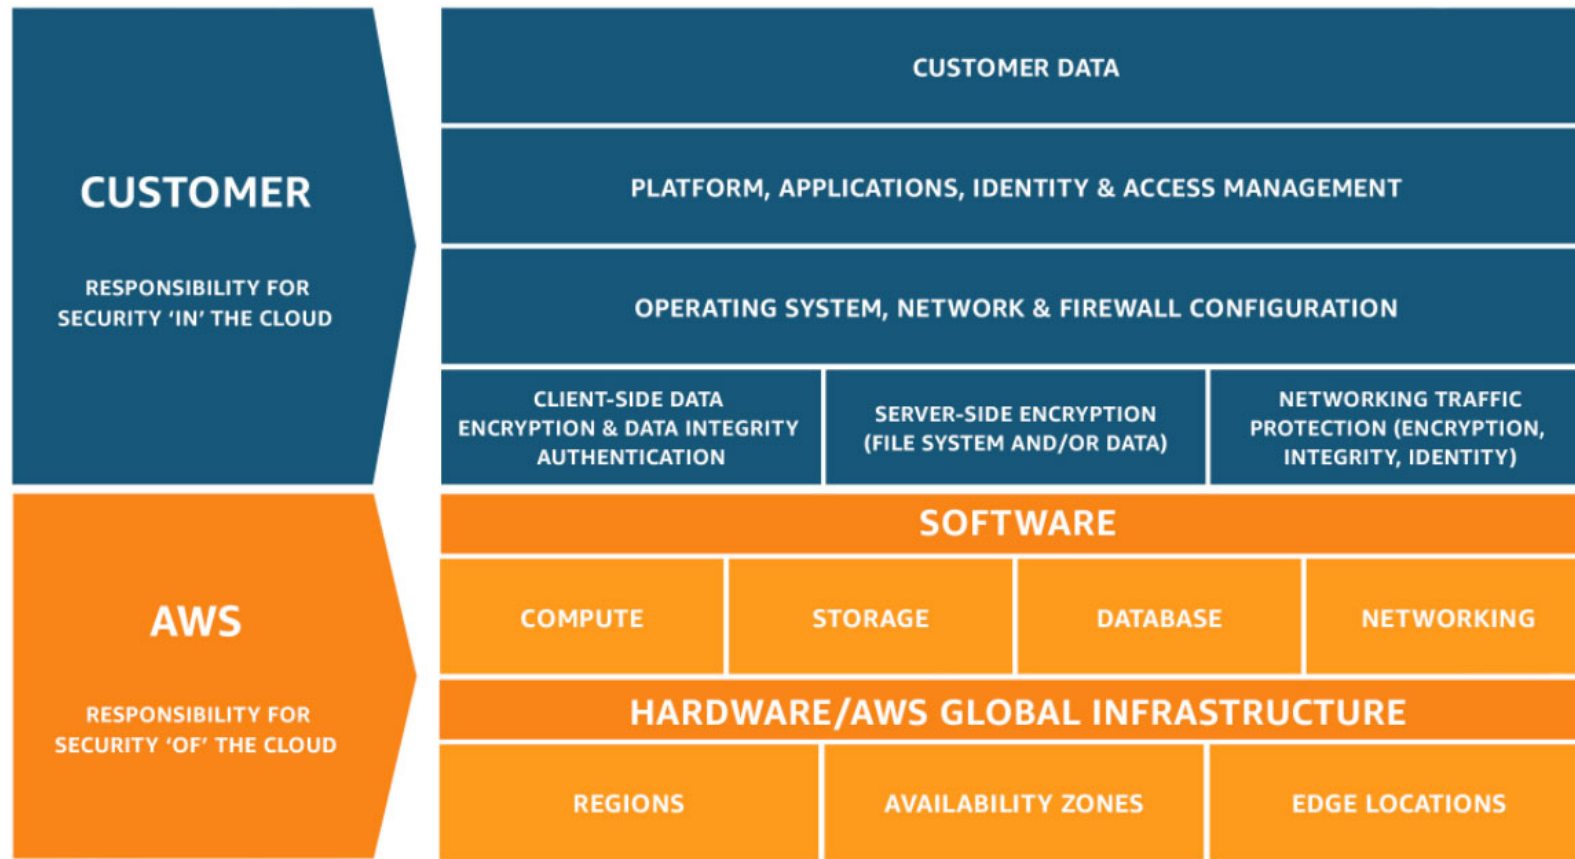 CUSTOMER
RESPONSIBILITY FOR
SECURITY ‘IN’ THE CLOUD
CUSTOMER DATA
PLATFORM, APPLICATIONS, IDENTITY & ACCESS MANAGEMENT
OPERATING SYSTEM, NETWORK & FIREWALL CONFIGURATION
CLIENT-SIDE DATA
ENCRYPTION & DATA INTEGRITY
AUTHENTICATION
SERVER-SIDE ENCRYPTION
(FILE SYSTEM AND/OR DATA)
NETWORKING TRAFFIC
PROTECTION (ENCRYPTION,
INTEGRITY, IDENTITY)
AWS
RESPONSIBILITY FOR
SECURITY ‘OF’ THE CLOUD
SOFTWARE
COMPUTE
STORAGE
DATABASE
NETWORKING
HARDWARE/AWS GLOBAL INFRASTRUCTURE
REGIONS
AVAILABILITY ZONES
EDGE LOCATIONS